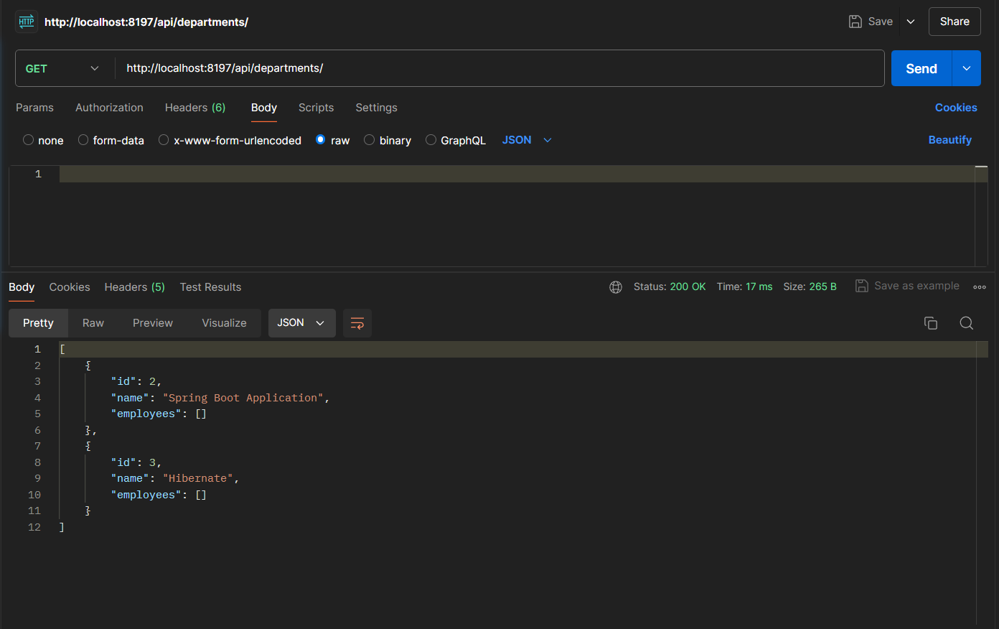 HTTP http://localhost:8197/api/departments/ Save Share
GET http://localhost:8197/api/departments/ Send
Params Authorization Headers (6) Body Scripts Settings Cookies
none form-data x-www-form-urlencoded raw binary GraphQL JSON Beautify
1
Body Cookies Headers (5) Test Results Status: 200 OK Time: 17 ms Size: 265 B Save as example
Pretty Raw Preview Visualize JSON
1 [
2 {
3 "id": 2,
4 "name": "Spring Boot Application",
5 "employees": []
6 },
7 {
8 "id": 3,
9 "name": "Hibernate",
10 "employees": []
11 }
12 ]